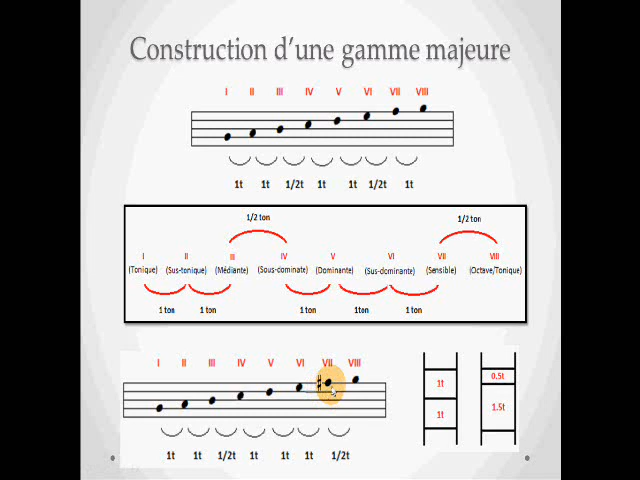 Construction d’une gamme majeure
I II III IV V VI VII VIII
1t 1t 1/2t 1t 1t 1/2t 1t
1/2 ton 1/2 ton
I II III IV V VI VII VIII
(Tonique) (Sus-tonique) (Médiante) (Sous-dominate) (Dominante) (Sus-dominante) (Sensible) (Octave/Tonique)
1 ton 1 ton 1 ton 1ton 1 ton
I II III IV V VI VII VIII
1t 1t 1/2t 1t 1t 1t 1/2t
1t 0.5t
1t 1.5t